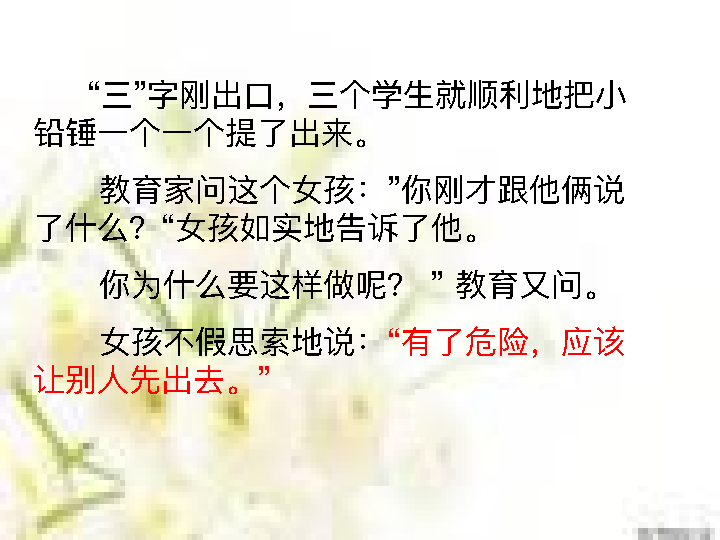 “三”字刚出口，三个学生就顺利地把小
铅锤一个一个提了出来。
教育家问这个女孩：”你刚才跟他俩说
了什么？“女孩如实地告诉了他。
你为什么要这样做呢？ ” 教育又问。
女孩不假思索地说：“有了危险，应该
让别人先出去。”